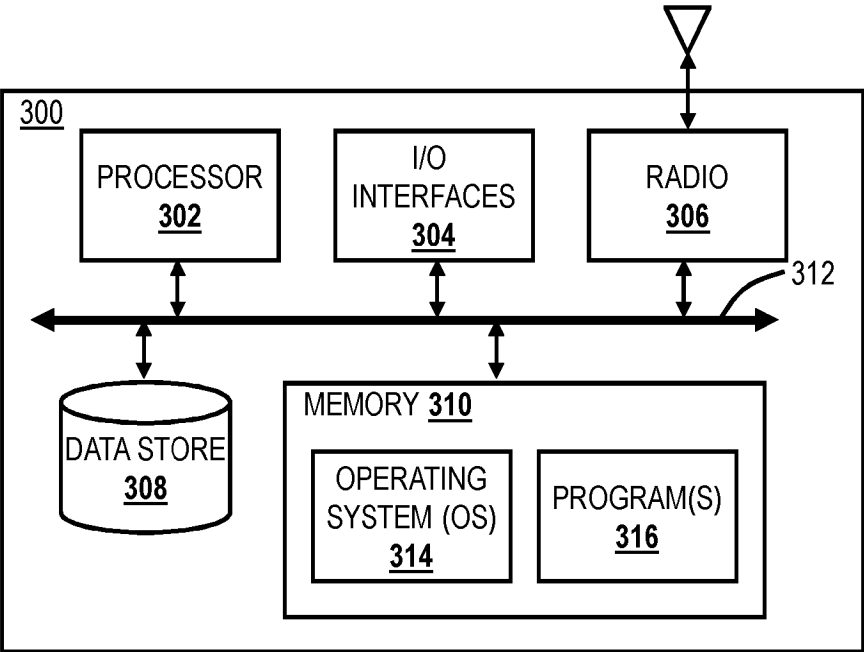 300
PROCESSOR
302
I/O
INTERFACES
304
RADIO
306
312
DATA STORE
308
MEMORY 310
OPERATING
SYSTEM (OS)
314
PROGRAM(S)
316